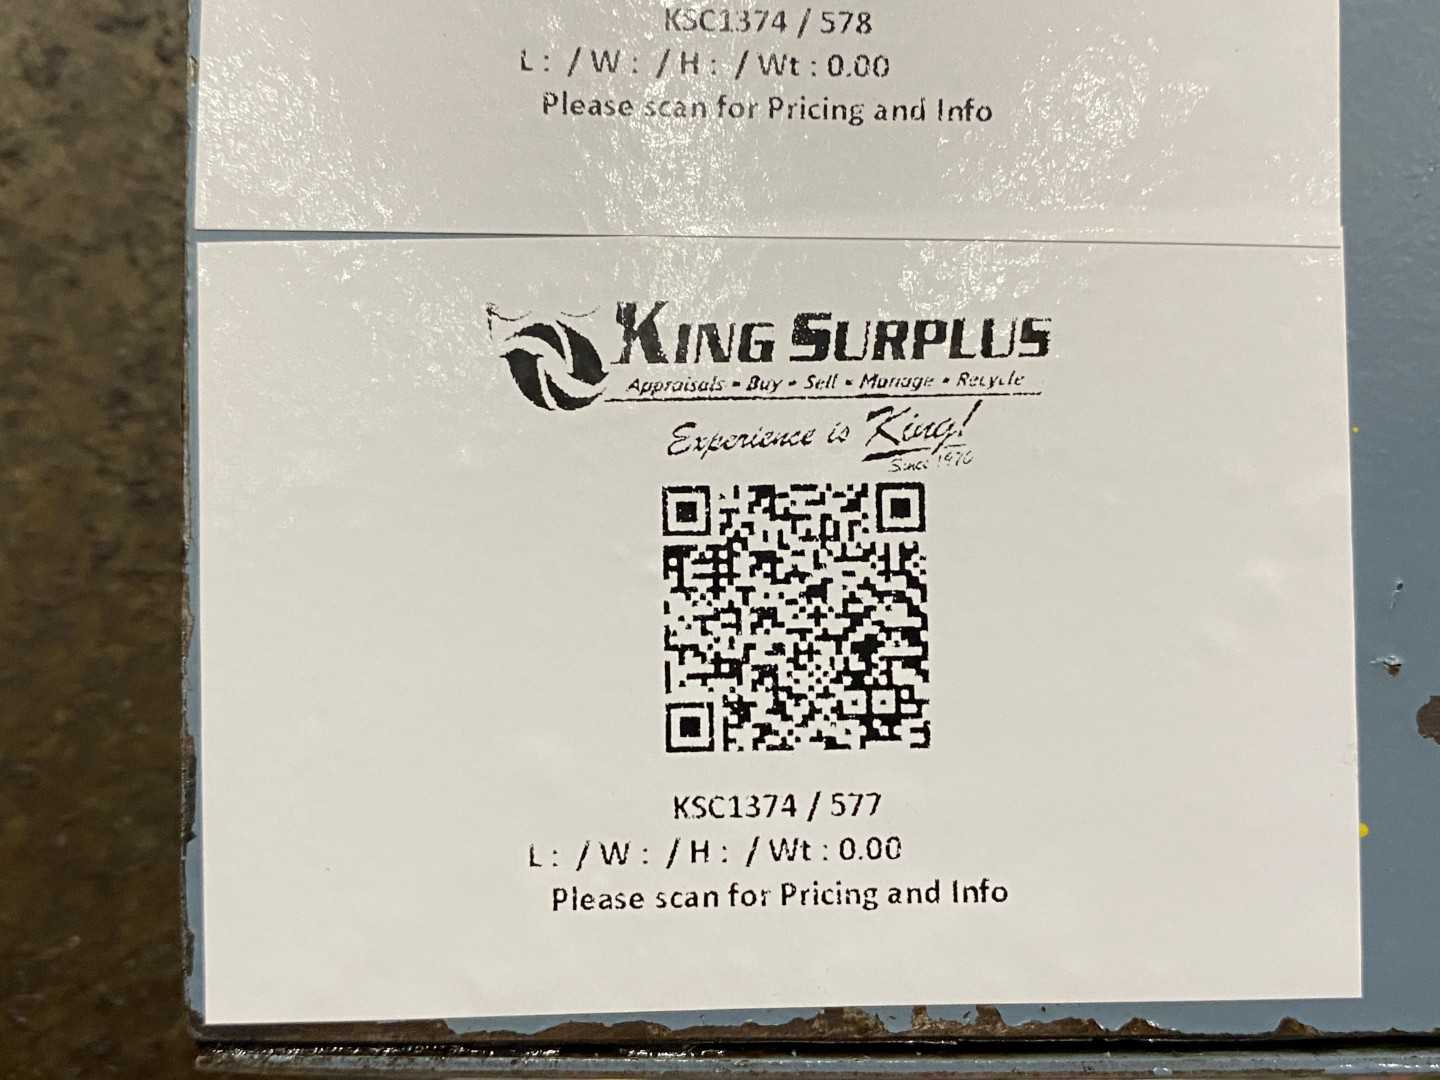 KSC1374 / 578
L : / W : / H : / Wt : 0.00
Please scan for Pricing and Info
KING SURPLUS
Appraisals • Buy • Sell • Manage • Recycle
Experience is King!
Since 1970
KSC1374 / 577
L : / W : / H : / Wt : 0.00
Please scan for Pricing and Info